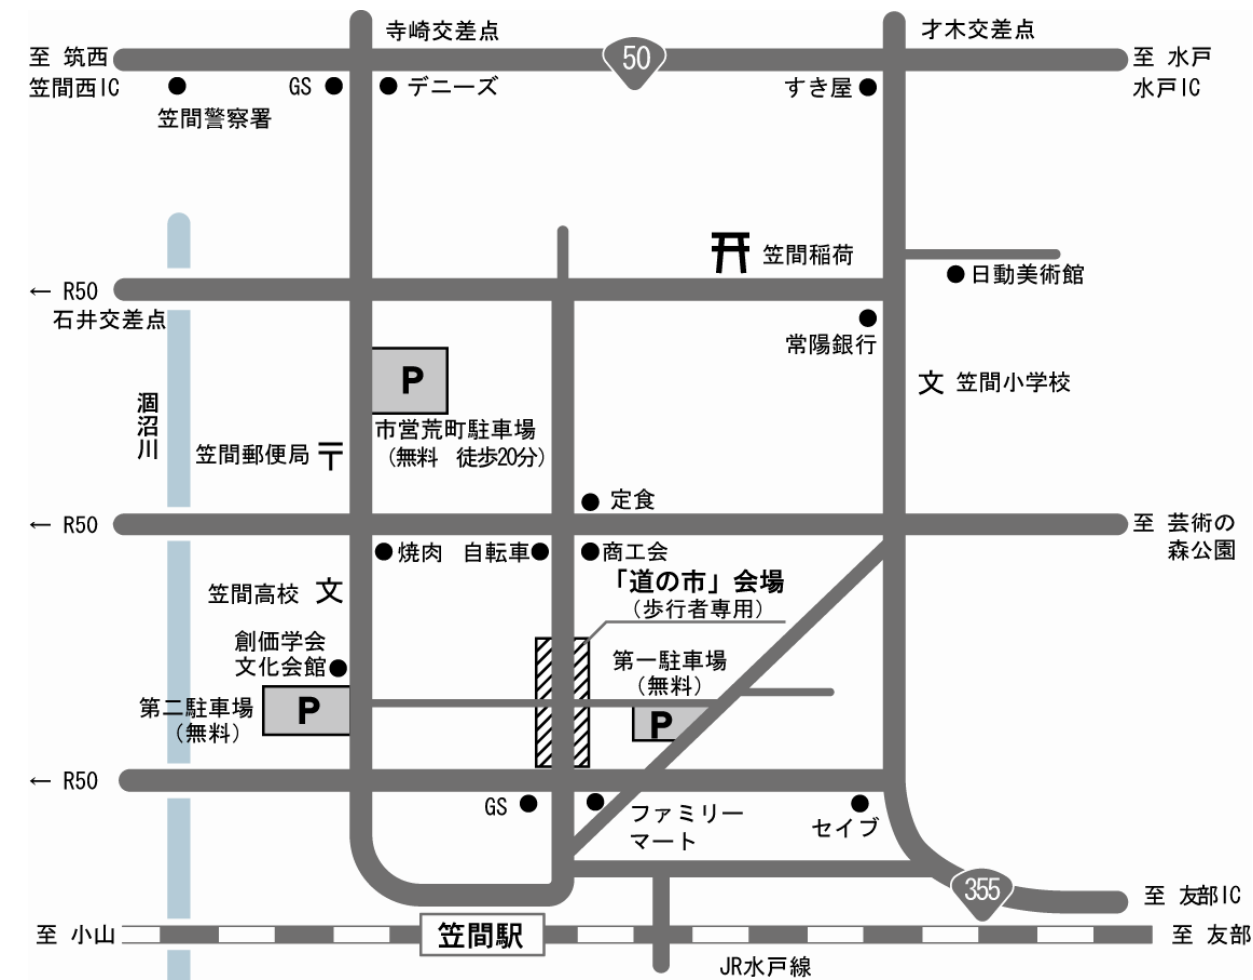 寺崎交差点
才木交差点
至 筑西
50
至 水戸
笠間西IC
GS
デニーズ
すき屋
水戸IC
笠間警察署
笠間稲荷
日動美術館
← R50
石井交差点
常陽銀行
P
文 笠間小学校
涸沼川
市営荒町駐車場
（無料　徒歩20分）
笠間郵便局 〒
定食
← R50
至 芸術の
森公園
焼肉
自転車
商工会
「道の市」会場
（歩行者専用）
笠間高校 文
創価学会
文化会館
第一駐車場
（無料）
P
第二駐車場
（無料）
P
← R50
GS
ファミリー
マート
セイブ
355
至 友部IC
至 小山
笠間駅
至 友部
JR水戸線